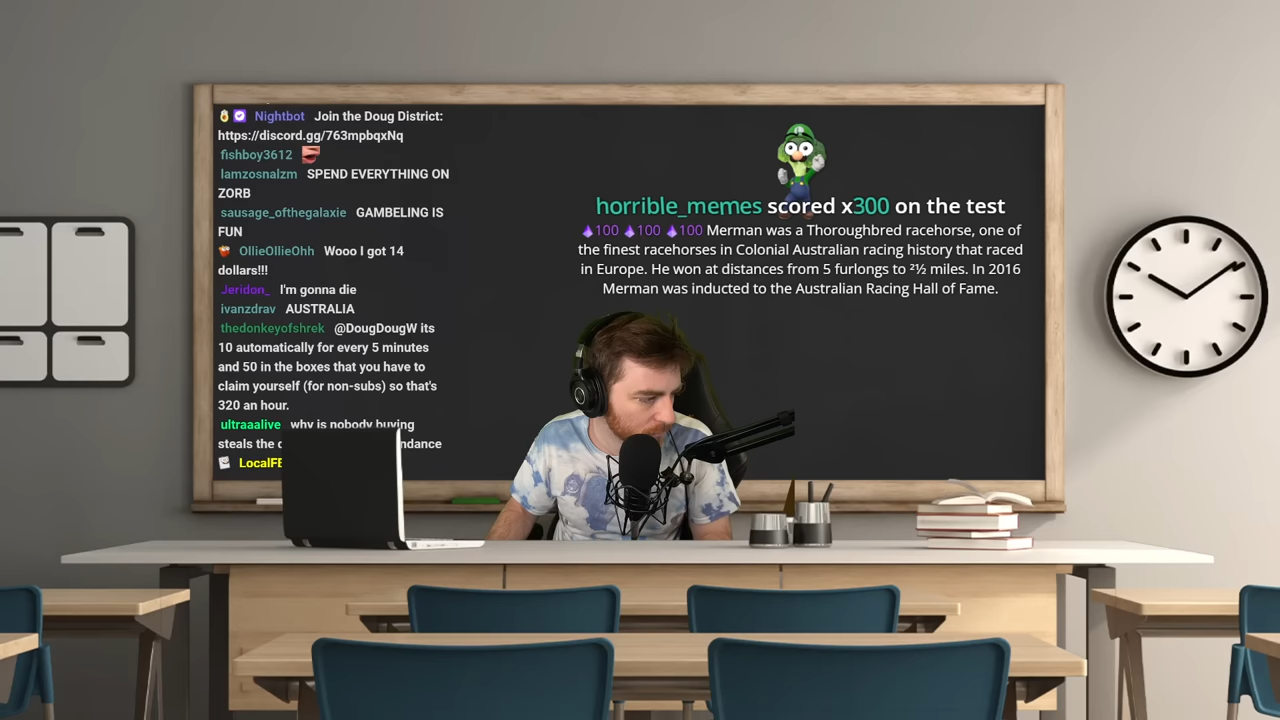 Nightbot Join the Doug District:
https://discord.gg/763mpbqxNq
fishboy3612
lamzosnalzm SPEND EVERYTHING ON
ZORB
sausage_ofthegalaxie GAMBELING IS
FUN
OllieOllieOhh Wooo I got 14
dollars!!!
Jeridon_ I'm gonna die
ivanzdrav AUSTRALIA
thedonkeyofshrek @DougDougW its
10 automatically for every 5 minutes
and 50 in the boxes that you have to
claim yourself (for non-subs) so that's
320 an hour.
ultraaalive why is nobody buying
steals the
horrible_memes scored x300 on the test
100 100 100 Merman was a Thoroughbred racehorse, one of
the finest racehorses in Colonial Australian racing history that raced
in Europe. He won at distances from 5 furlongs to ²½ miles. In 2016
Merman was inducted to the Australian Racing Hall of Fame.